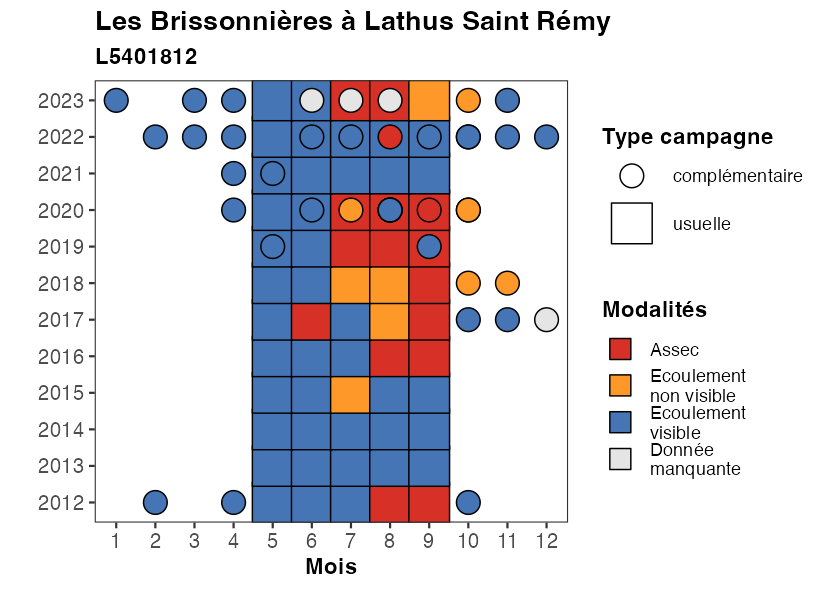 Les Brissonnières à Lathus Saint Rémy
L5401812
2023
2022
2021
2020
2019
2018
2017
2016
2015
2014
2013
2012
1 2 3 4 5 6 7 8 9 10 11 12
Mois
Type campagne
complémentaire
usuelle
Modalités
Assec
Ecoulement
non visible
Ecoulement
visible
Donnée
manquante